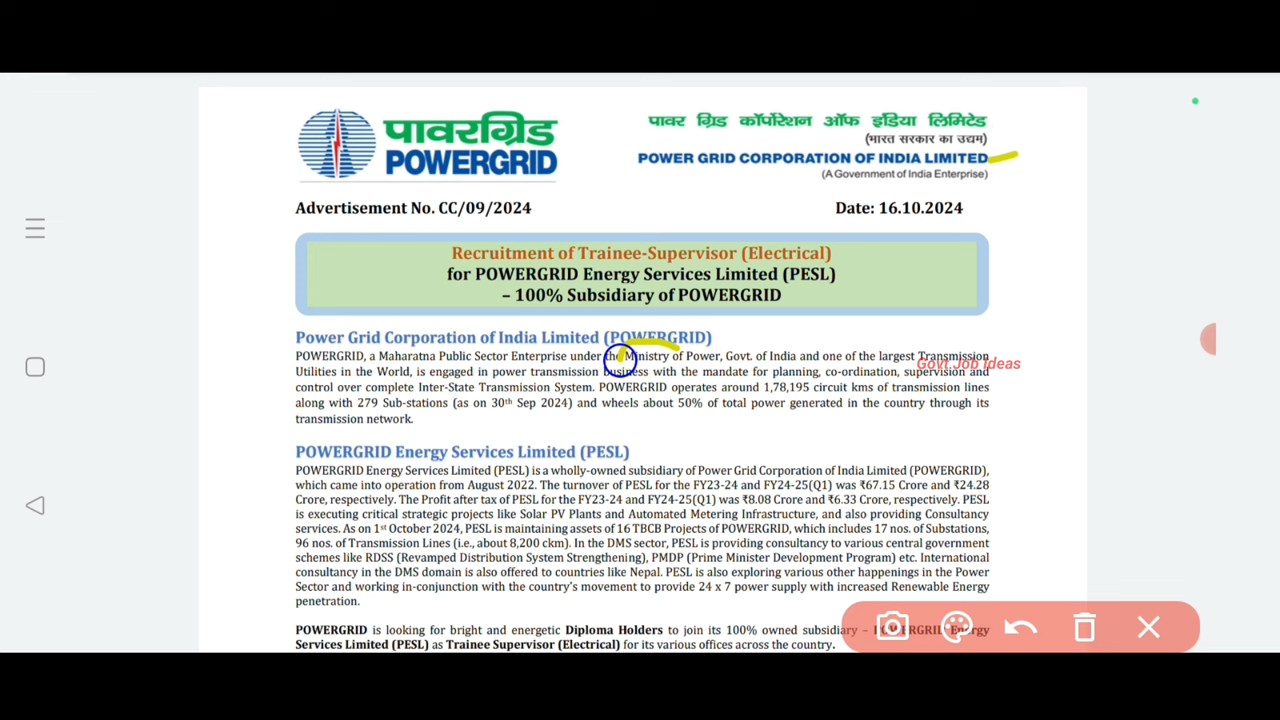 पावरग्रिड
POWERGRID
पावर ग्रिड कॉर्पोरेशन ऑफ इंडिया लिमिटेड
(भारत सरकार का उद्यम)
POWER GRID CORPORATION OF INDIA LIMITED
(A Government of India Enterprise)
Advertisement No. CC/09/2024 Date: 16.10.2024
Recruitment of Trainee-Supervisor (Electrical)
for POWERGRID Energy Services Limited (PESL)
– 100% Subsidiary of POWERGRID
Power Grid Corporation of India Limited (POWERGRID)
POWERGRID, a Maharatna Public Sector Enterprise under the Ministry of Power, Govt. of India and one of the largest Transmission
Utilities in the World, is engaged in power transmission business with the mandate for planning, co-ordination, supervision and
Govt Job Ideas
control over complete Inter-State Transmission System. POWERGRID operates around 1,78,195 circuit kms of transmission lines
along with 279 Sub-stations (as on 30th Sep 2024) and wheels about 50% of total power generated in the country through its
transmission network.
POWERGRID Energy Services Limited (PESL)
POWERGRID Energy Services Limited (PESL) is a wholly-owned subsidiary of Power Grid Corporation of India Limited (POWERGRID),
which came into operation from August 2022. The turnover of PESL for the FY23-24 and FY24-25(Q1) was ₹67.15 Crore and ₹24.28
Crore, respectively. The Profit after tax of PESL for the FY23-24 and FY24-25(Q1) was ₹8.08 Crore and ₹6.33 Crore, respectively. PESL
is executing critical strategic projects like Solar PV Plants and Automated Metering Infrastructure, and also providing Consultancy
services. As on 1st October 2024, PESL is maintaining assets of 16 TBCB Projects of POWERGRID, which includes 17 nos. of Substations,
96 nos. of Transmission Lines (i.e., about 8,200 ckm). In the DMS sector, PESL is providing consultancy to various central government
schemes like RDSS (Revamped Distribution System Strengthening), PMDP (Prime Minister Development Program) etc. International
consultancy in the DMS domain is also offered to countries like Nepal. PESL is also exploring various other happenings in the Power
Sector and working in-conjunction with the country's movement to provide 24 x 7 power supply with increased Renewable Energy
penetration.
POWERGRID is looking for bright and energetic Diploma Holders to join its 100% owned subsidiary – POWERGRID Energy
Services Limited (PESL) as Trainee Supervisor (Electrical) for its various offices across the country.